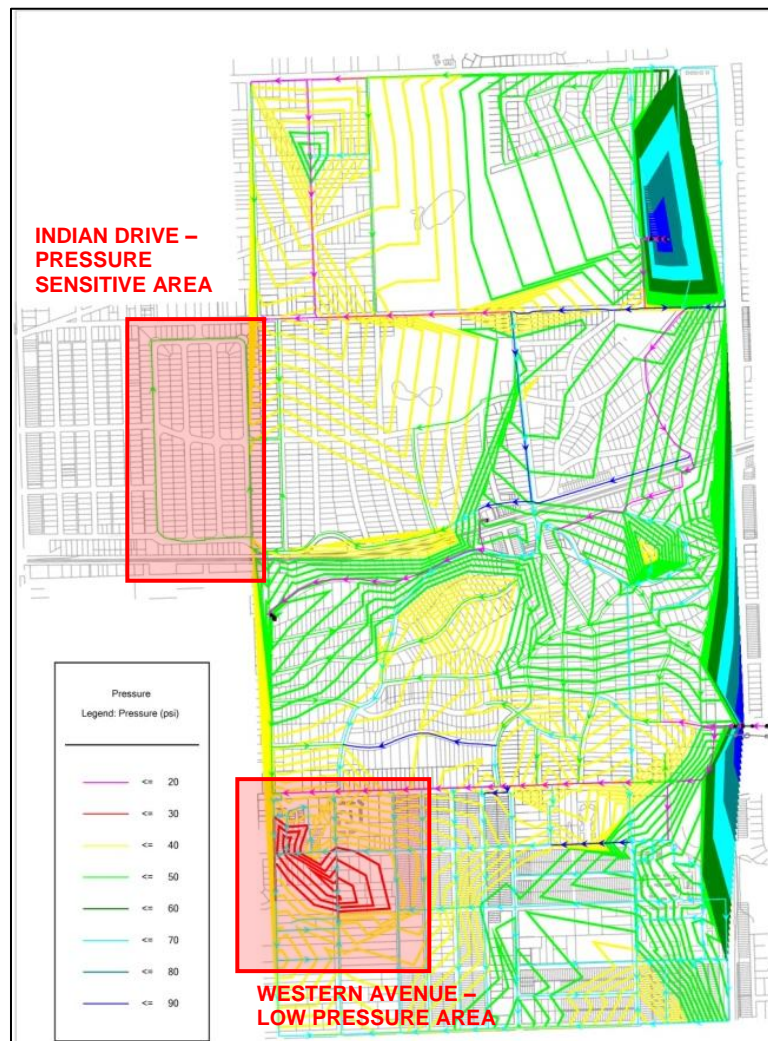 INDIAN DRIVE –
PRESSURE
SENSITIVE AREA
Pressure
Legend: Pressure (psi)
<= 20
<= 30
<= 40
<= 50
<= 60
<= 70
<= 80
<= 90
WESTERN AVENUE –
LOW PRESSURE AREA